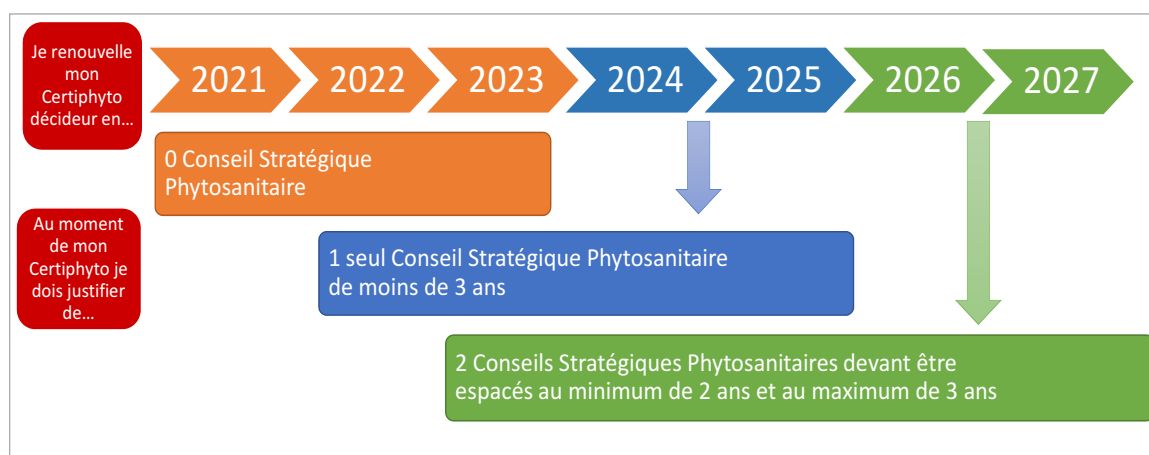 Je renouvelle
mon
Certiphyto
décideur en…
2021
2022
2023
2024
2025
2026
2027
0 Conseil Stratégique
Phytosanitaire
Au moment
de mon
Certiphyto je
dois justifier
de…
1 seul Conseil Stratégique Phytosanitaire
de moins de 3 ans
2 Conseils Stratégiques Phytosanitaires devant être
espacés au minimum de 2 ans et au maximum de 3 ans